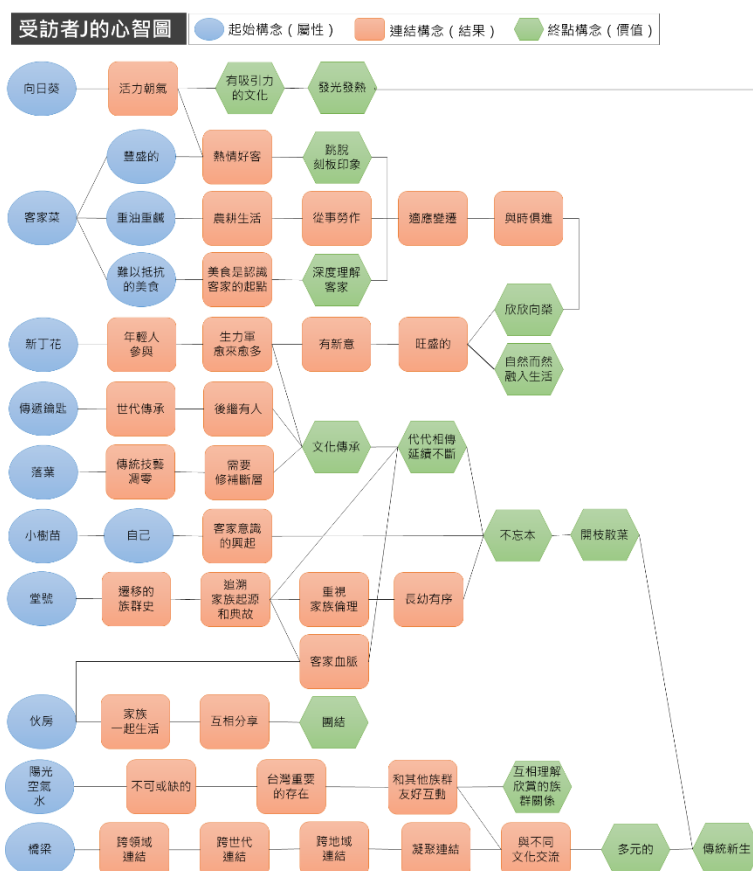 受訪者J的心智圖
起始構念（屬性）
連結構念（結果）
終點構念（價值）
向日葵
活力朝氣
有吸引力
的文化
發光發熱
豐盛的
熱情好客
跳脫
刻板印象
客家菜
重油重鹹
農耕生活
從事勞作
適應變遷
與時俱進
難以抵抗
的美食
美食是認識
客家的起點
深度理解
客家
欣欣向榮
新丁花
年輕人
參與
生力軍
愈來愈多
有新意
旺盛的
自然而然
融入生活
傳遞鑰匙
世代傳承
後繼有人
文化傳承
代代相傳
延續不斷
落葉
傳統技藝
凋零
需要
修補斷層
小樹苗
自己
客家意識
的興起
不忘本
開枝散葉
堂號
遷移的
族群史
追溯
家族起源
和典故
重視
家族倫理
長幼有序
客家血脈
伙房
家族
一起生活
互相分享
團結
陽光
空氣
水
不可或缺的
台灣重要
的存在
和其他族群
友好互動
互相理解
欣賞的族
群關係
橋梁
跨領域
連結
跨世代
連結
跨地域
連結
凝聚連結
與不同
文化交流
多元的
傳統新生